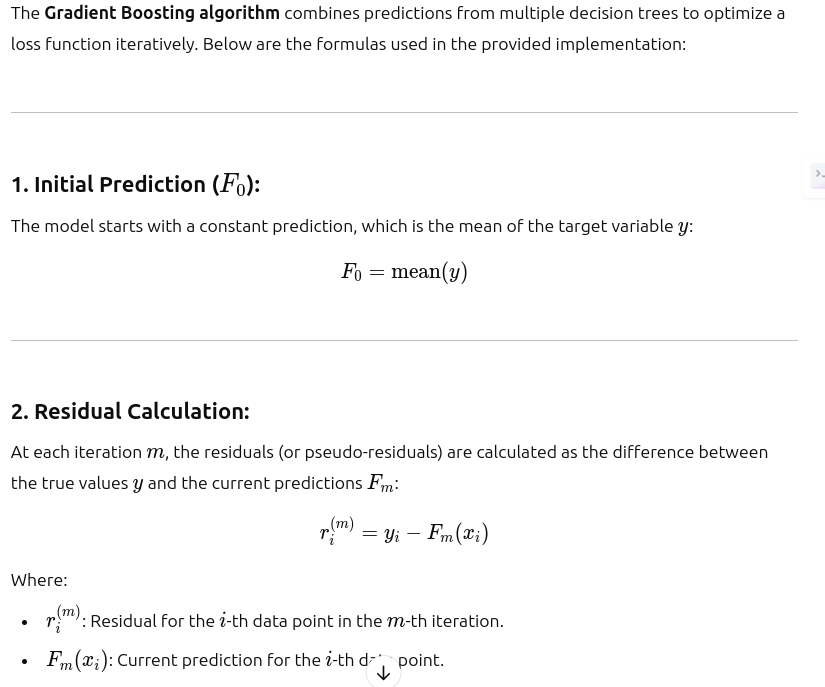 The Gradient Boosting algorithm combines predictions from multiple decision trees to optimize a
loss function iteratively. Below are the formulas used in the provided implementation:
1. Initial Prediction (F₀):
The model starts with a constant prediction, which is the mean of the target variable y:
F₀ = mean(y)
2. Residual Calculation:
At each iteration m, the residuals (or pseudo-residuals) are calculated as the difference between
the true values y and the current predictions Fₘ:
rᵢ⁽ᵐ⁾ = yᵢ − Fₘ(xᵢ)
Where:
• rᵢ⁽ᵐ⁾: Residual for the i-th data point in the m-th iteration.
• Fₘ(xᵢ): Current prediction for the i-th point.